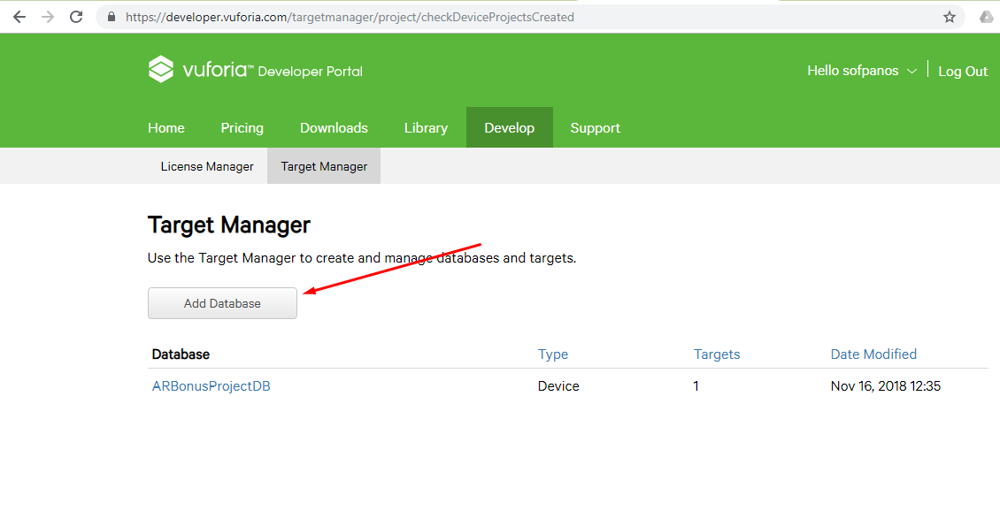 https://developer.vuforia.com/targetmanager/project/checkDeviceProjectsCreated
vuforia™ Developer Portal
Hello sofpanos
Log Out
Home Pricing Downloads Library Develop Support
License Manager Target Manager
Target Manager
Use the Target Manager to create and manage databases and targets.
Add Database
Database Type Targets Date Modified
ARBonusProjectDB Device 1 Nov 16, 2018 12:35